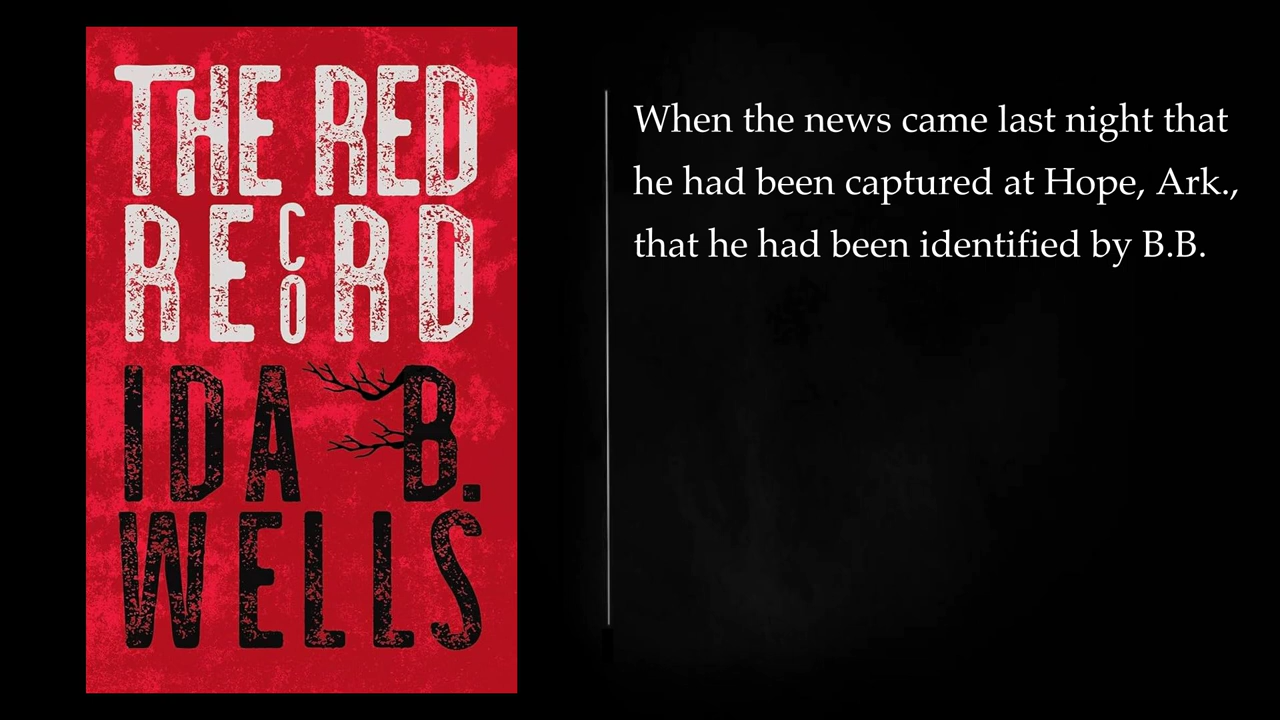 THE RED
RECORD
IDA B.
WELLS
When the news came last night that
he had been captured at Hope, Ark.,
that he had been identified by B.B.